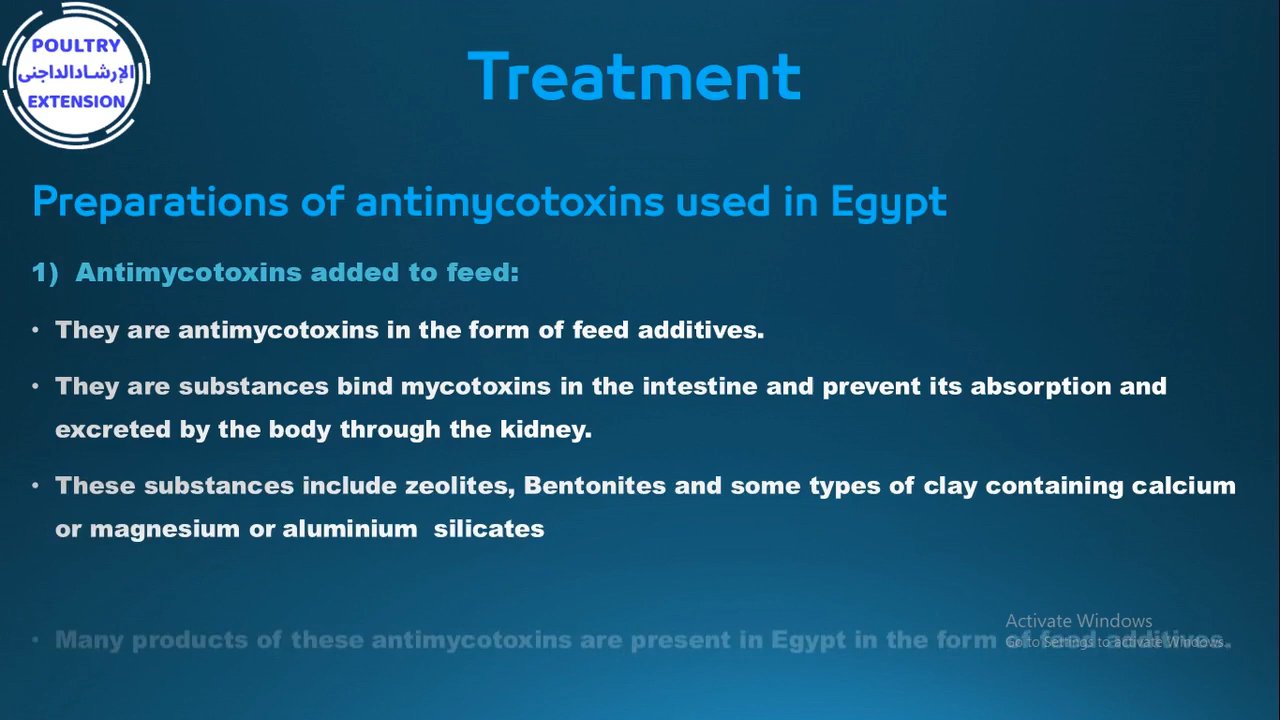 POULTRY
الإرشادالداجنى
EXTENSION
Treatment
Preparations of antimycotoxins used in Egypt
1) Antimycotoxins added to feed:
• They are antimycotoxins in the form of feed additives.
• They are substances bind mycotoxins in the intestine and prevent its absorption and
excreted by the body through the kidney.
• These substances include zeolites, Bentonites and some types of clay containing calcium
or magnesium or aluminium silicates
• Many products of these antimycotoxins are present in Egypt in the form of feed additives.
Activate Windows
Go to Settings to activate Windows.